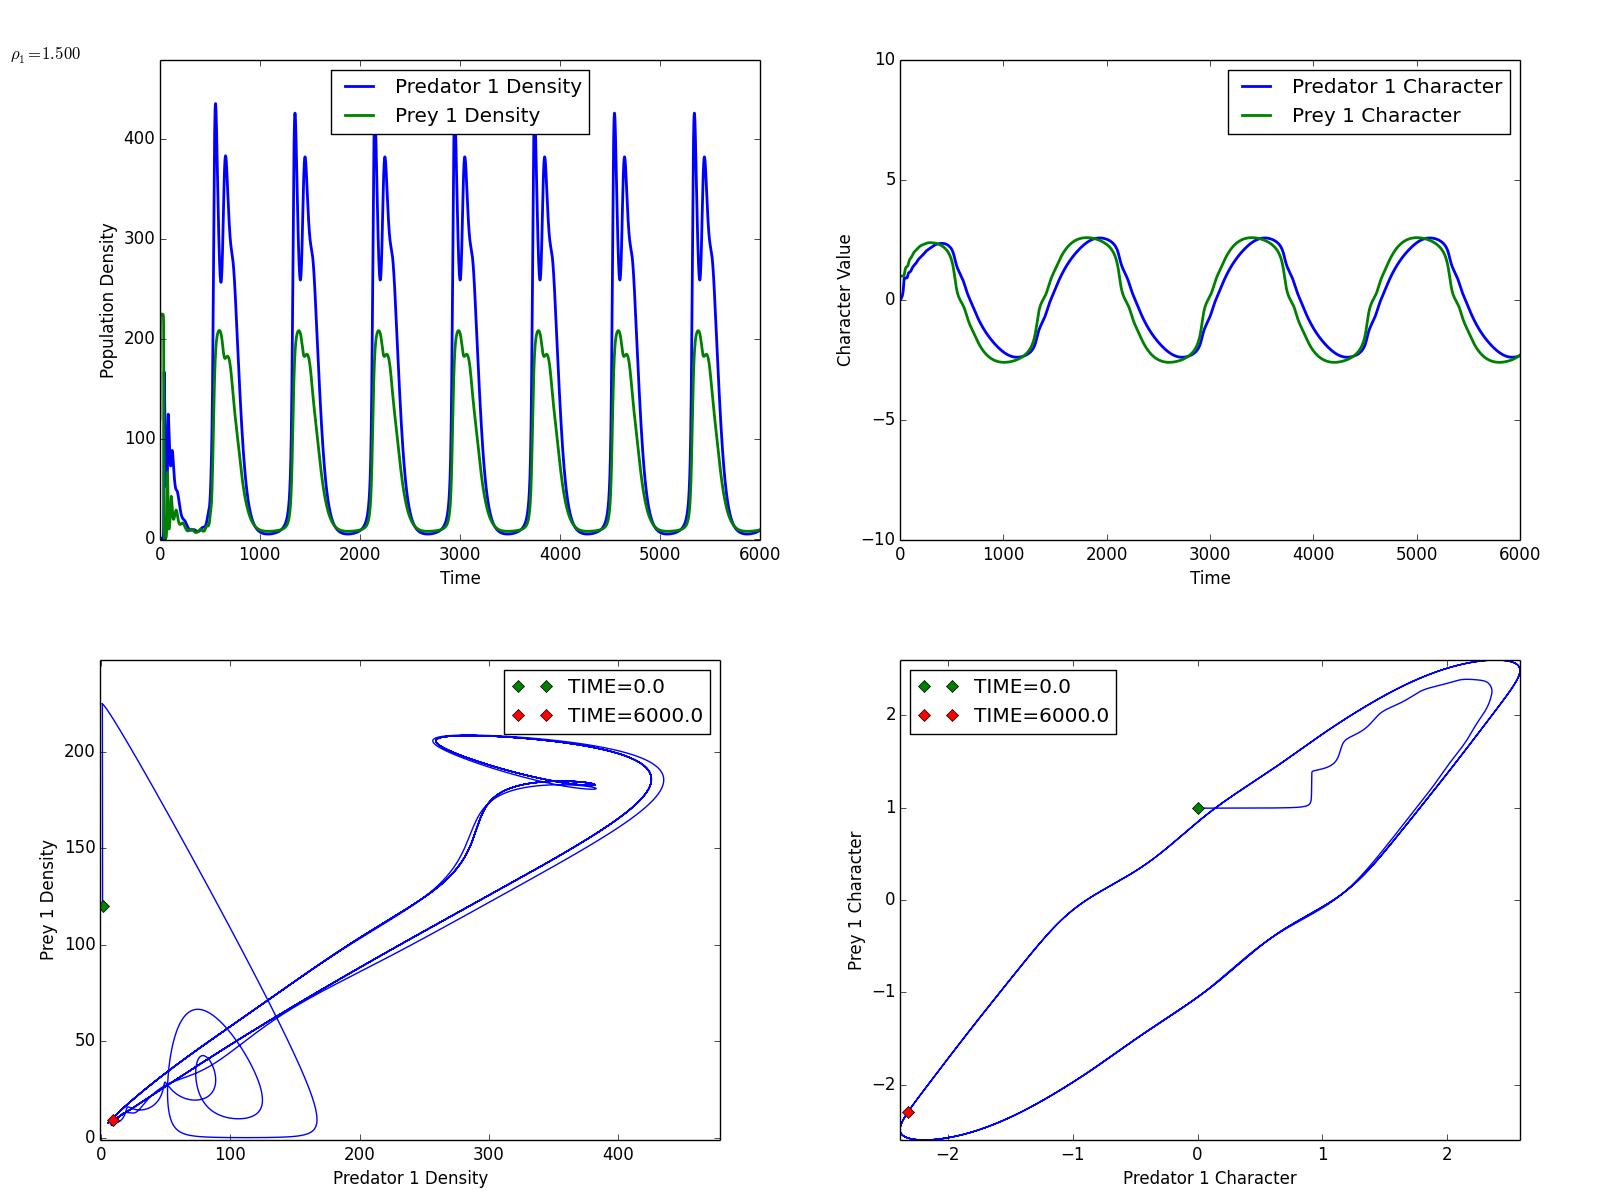 ρ₁=1.500
Predator 1 Density
Prey 1 Density
400
300
200
100
0
Population Density
0 1000 2000 3000 4000 5000 6000
Time
Predator 1 Character
Prey 1 Character
10
5
0
−5
−10
Character Value
0 1000 2000 3000 4000 5000 6000
Time
TIME=0.0
TIME=6000.0
200
150
100
50
0
Prey 1 Density
0 100 200 300 400
Predator 1 Density
TIME=0.0
TIME=6000.0
2
1
0
−1
−2
Prey 1 Character
−2 −1 0 1 2
Predator 1 Character